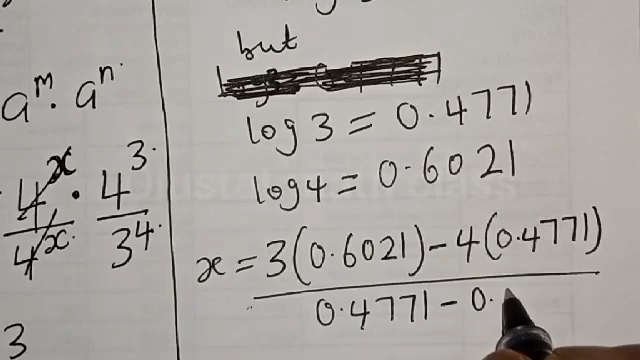 but
a^m · a^n
log 3 = 0.4771
log 4 = 0.6021
4^x/4^x · 4^3/3^4
x = 3(0.6021) - 4(0.4771)
0.4771 - 0.
3